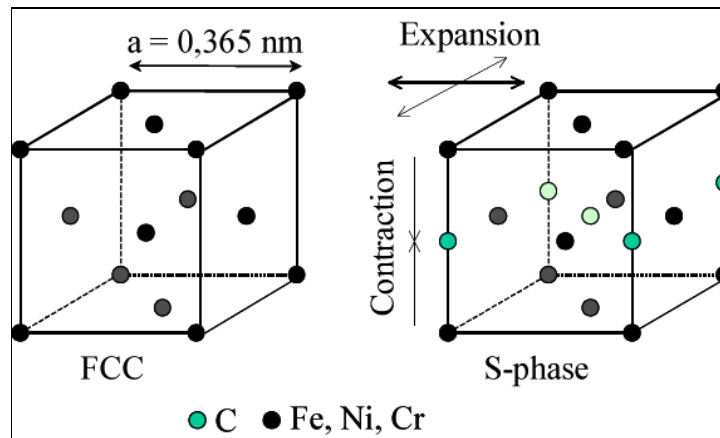 a = 0,365 nm
Expansion
Contraction
FCC
S-phase
C
Fe, Ni, Cr